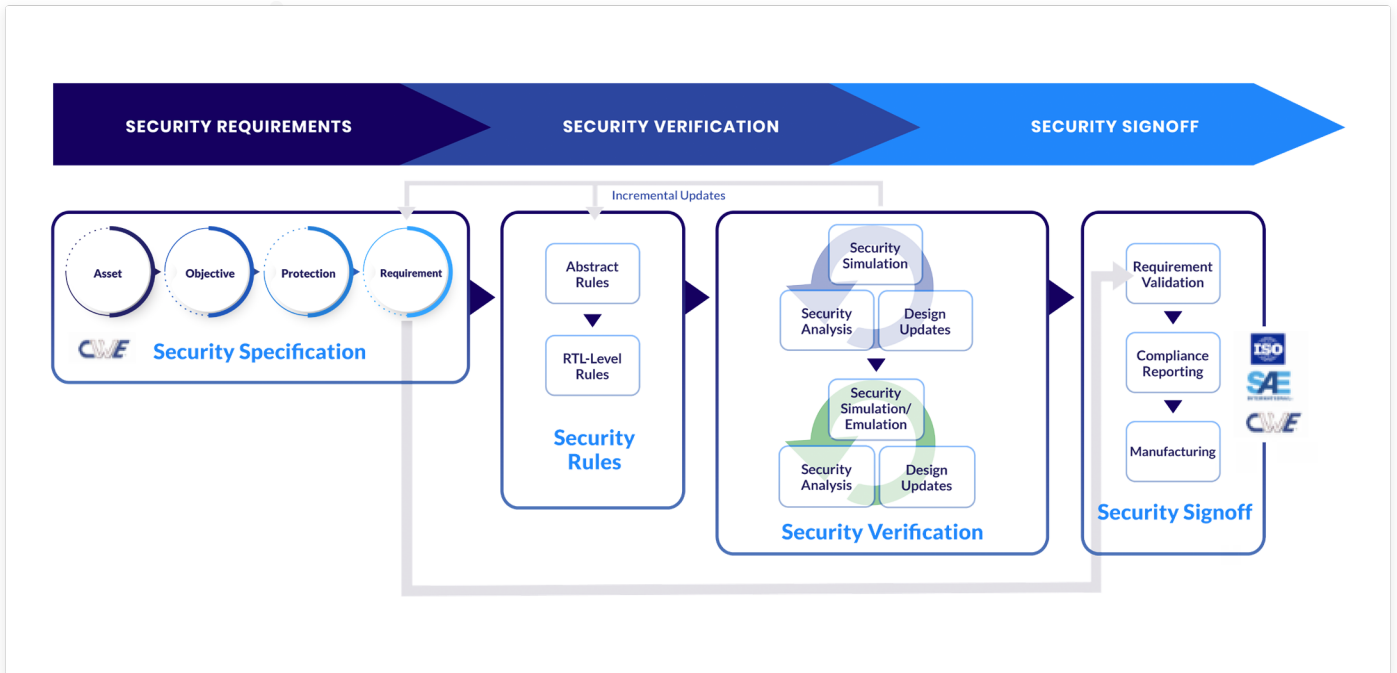 SECURITY REQUIREMENTS
SECURITY VERIFICATION
SECURITY SIGNOFF
Incremental Updates
Asset
Objective
Protection
Requirement
CWE
Security Specification
Abstract
Rules
RTL-Level
Rules
Security
Rules
Security
Simulation
Security
Analysis
Design
Updates
Security
Simulation/
Emulation
Security
Analysis
Design
Updates
Security Verification
Requirement
Validation
Compliance
Reporting
Manufacturing
Security Signoff
ISO
SAE
INTERNATIONAL
CWE